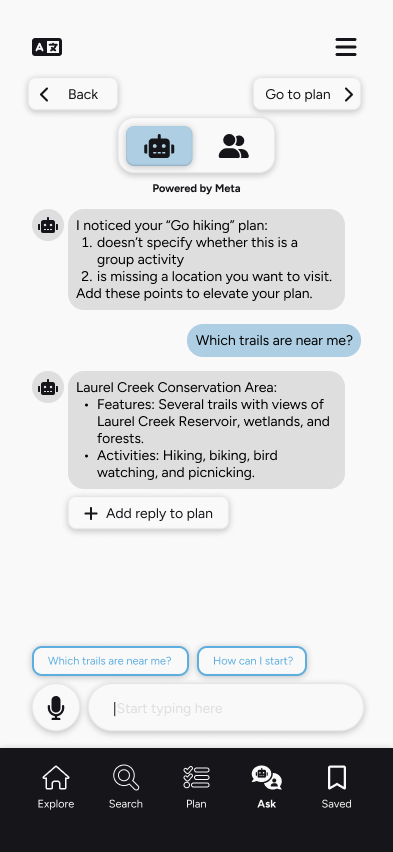 A 文
Back
Go to plan
Powered by Meta
I noticed your “Go hiking” plan:
1. doesn’t specify whether this is a
group activity
2. is missing a location you want to visit.
Add these points to elevate your plan.
Which trails are near me?
Laurel Creek Conservation Area:
• Features: Several trails with views of
Laurel Creek Reservoir, wetlands, and
forests.
• Activities: Hiking, biking, bird
watching, and picnicking.
+ Add reply to plan
Which trails are near me?
How can I start?
Start typing here
Explore
Search
Plan
Ask
Saved